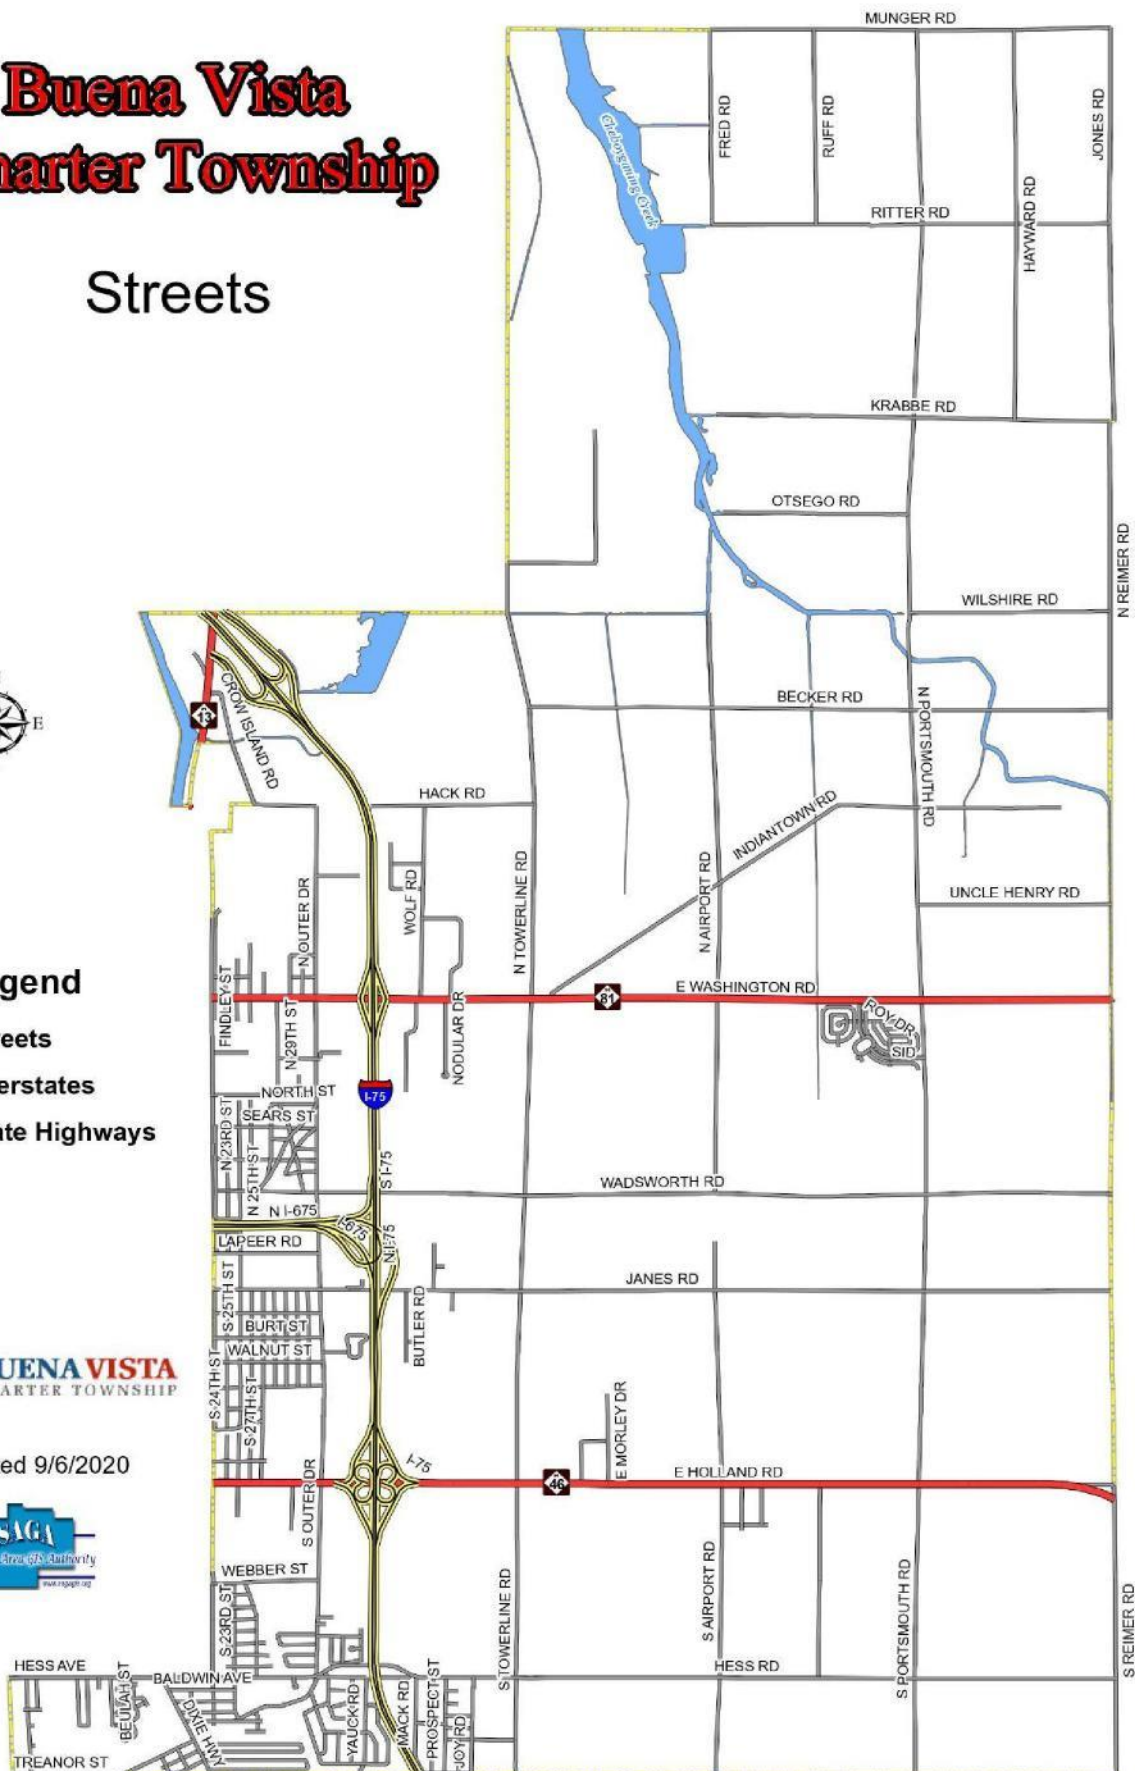 Buena Vista
harter Township
Streets
MUNGER RD
FRED RD
RUFF RD
JONES RD
HAYWARD RD
RITTER RD
KRABBE RD
OTSEGO RD
N REIMER RD
WILSHIRE RD
BECKER RD
N PORTSMOUTH RD
E
13
CROW ISLAND RD
HACK RD
INDIANTOWN RD
UNCLE HENRY RD
N TOWERLINE RD
N AIRPORT RD
WOLF RD
N OUTER DR
gend
eets
erstates
ate Highways
FINDLEY ST
N 29TH ST
NODULAR DR
E WASHINGTON RD
M
81
ROY DR
SID
NORTH ST
SEARS ST
I-75
N 23RD ST
N 25TH ST
S I-75
WADSWORTH RD
N I-675
I-675
N I-75
LAPEER RD
JANES RD
S 25TH ST
BURT ST
WALNUT ST
BUTLER RD
UENA VISTA
ARTER TOWNSHIP
S 24TH ST
S 27TH ST
E MORLEY DR
ed 9/6/2020
I-75
46
E HOLLAND RD
S OUTER DR
SAGA
Area GIS Authority
WEBBER ST
S 23RD ST
S TOWERLINE RD
S AIRPORT RD
S PORTSMOUTH RD
S REIMER RD
HESS AVE
BALDWIN AVE
HESS RD
BEULAH ST
DIXIE HWY
YAUCK RD
MACK RD
PROSPECT ST
JOY RD
TREANOR ST